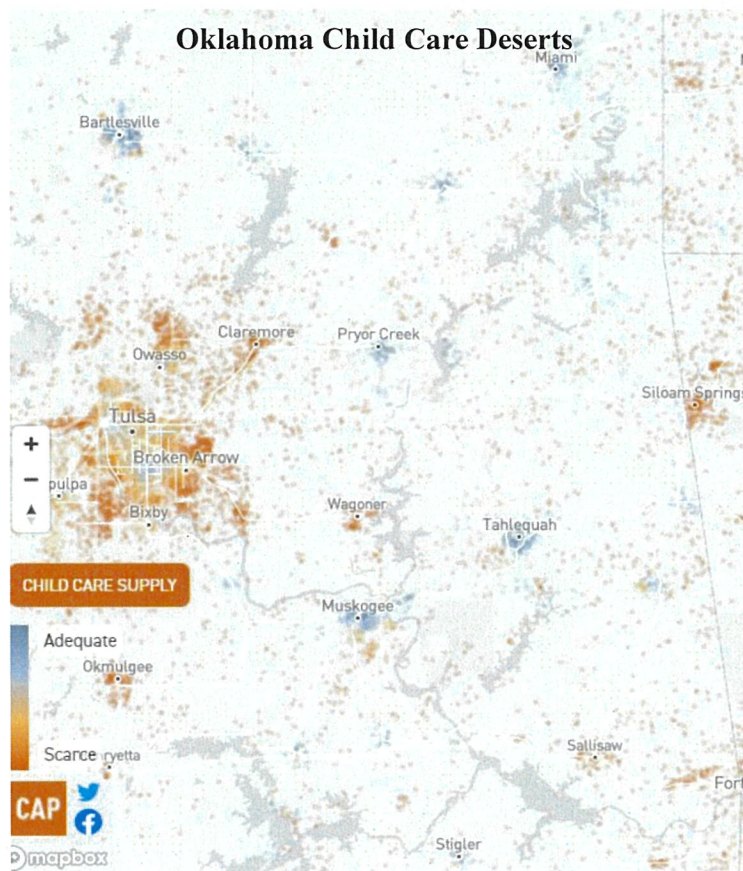 Oklahoma Child Care Deserts
Miami
Bartlesville
Claremore
Pryor Creek
Owasso
Siloam Springs
Tulsa
+
Broken Arrow
−
pulpa
Wagoner
Bixby
Tahlequah
CHILD CARE SUPPLY
Muskogee
Adequate
Okmulgee
Sallisaw
Scarce
ryetta
Fort
CAP
Stigler
mapbox